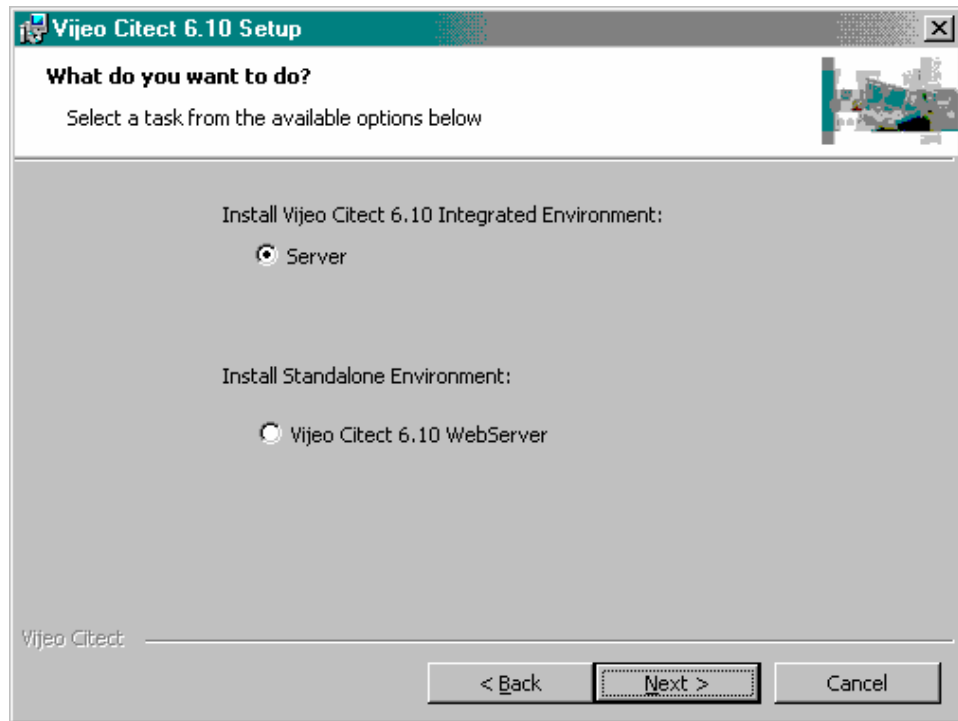 Vijeo Citect 6.10 Setup
What do you want to do?
Select a task from the available options below
Install Vijeo Citect 6.10 Integrated Environment:
Server
Install Standalone Environment:
Vijeo Citect 6.10 WebServer
Vijeo Citect
< Back Next > Cancel